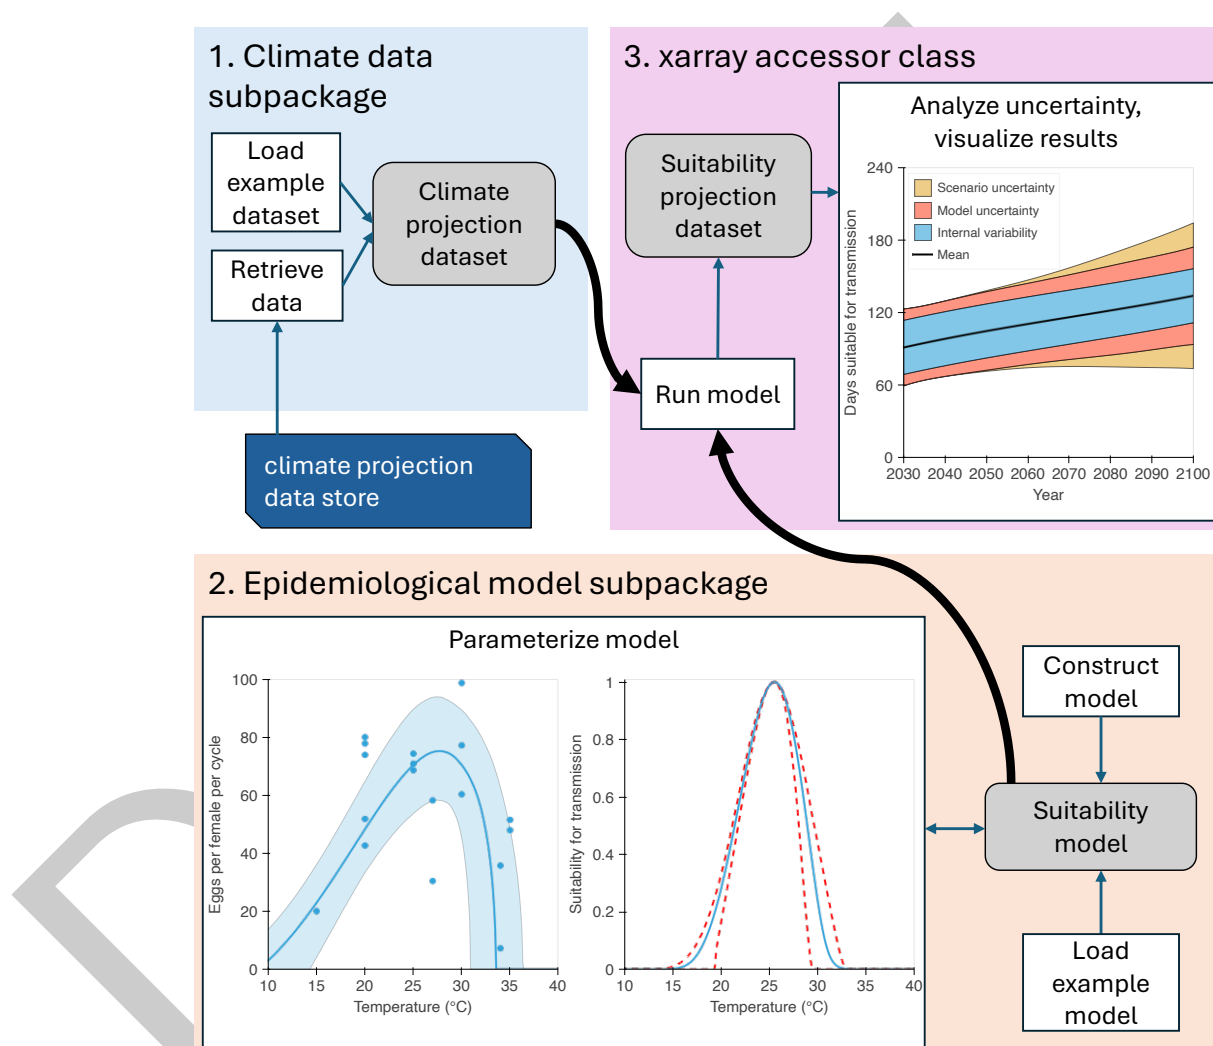 1. Climate data
subpackage
Load
example
dataset
Retrieve
data
Climate
projection
dataset
climate projection
data store
3. xarray accessor class
Suitability
projection
dataset
Run model
Analyze uncertainty,
visualize results
Scenario uncertainty
Model uncertainty
Internal variability
Mean
Days suitable for transmission
240
180
120
60
0
2030 2040 2050 2060 2070 2080 2090 2100
Year
2. Epidemiological model subpackage
Parameterize model
Eggs per female per cycle
100
80
60
40
20
0
10 15 20 25 30 35 40
Temperature (°C)
Suitability for transmission
1
0.8
0.6
0.4
0.2
0
10 15 20 25 30 35 40
Temperature (°C)
Construct
model
Suitability
model
Load
example
model